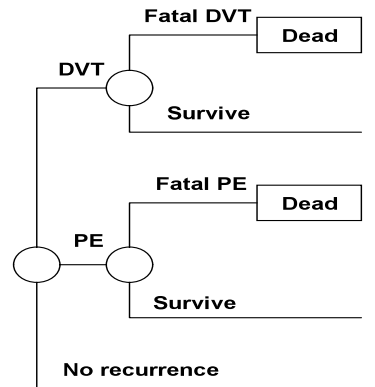 Fatal DVT
Dead
DVT
Survive
Fatal PE
Dead
PE
Survive
No recurrence